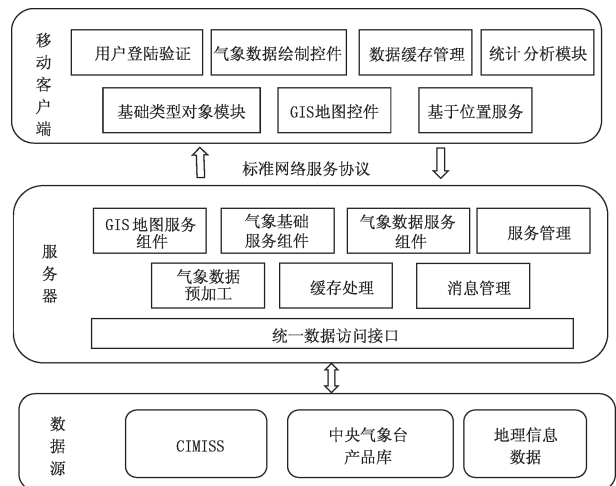 移动客户端
用户登陆验证
气象数据绘制控件
数据缓存管理
统计分析模块
基础类型对象模块
GIS地图控件
基于位置服务
标准网络服务协议
服务器
GIS地图服务
组件
气象基础
服务组件
气象数据服务
组件
服务管理
气象数据
预加工
缓存处理
消息管理
统一数据访问接口
数据源
CIMISS
中央气象台
产品库
地理信息
数据